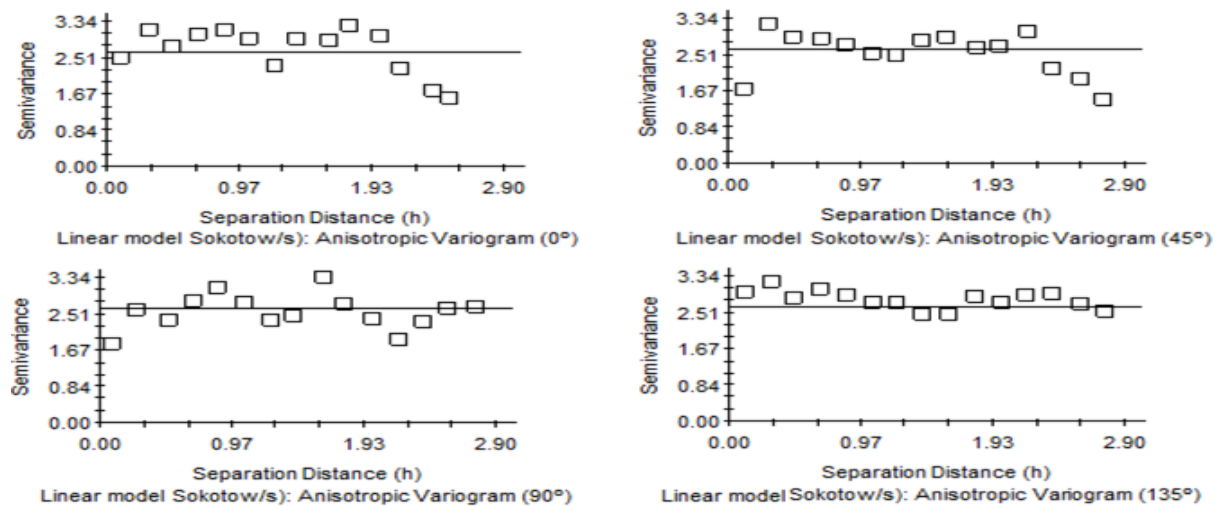 3.34
2.51
1.67
0.84
0.00
Semivariance
0.00 0.97 1.93 2.90
Separation Distance (h)
Linear model Sokotow/s): Anisotropic Variogram (0º)
3.34
2.51
1.67
0.84
0.00
Semivariance
0.00 0.97 1.93 2.90
Separation Distance (h)
Linear model Sokotow/s): Anisotropic Variogram (45º)
3.34
2.51
1.67
0.84
0.00
Semivariance
0.00 0.97 1.93 2.90
Separation Distance (h)
Linear model Sokotow/s): Anisotropic Variogram (90º)
3.34
2.51
1.67
0.84
0.00
Semivariance
0.00 0.97 1.93 2.90
Separation Distance (h)
Linear model Sokotow/s): Anisotropic Variogram (135º)